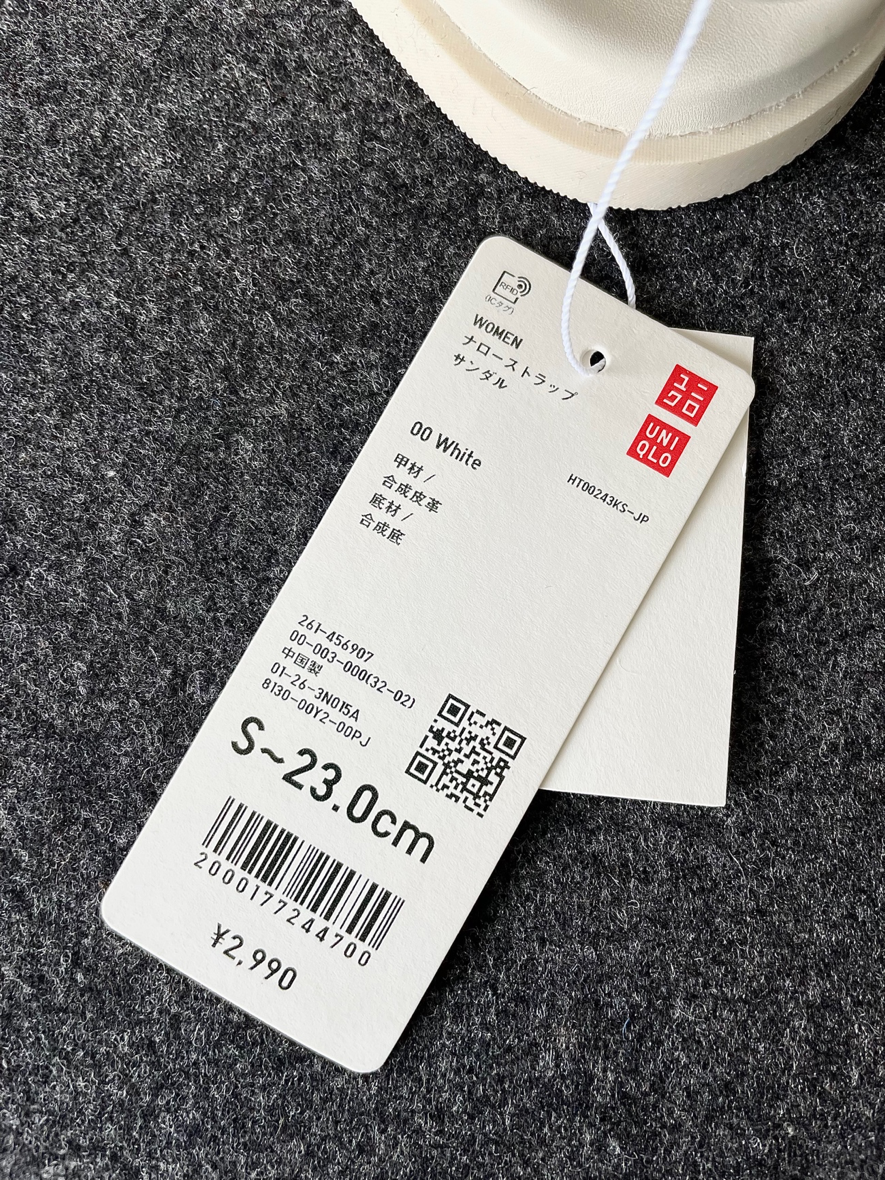 RFID
(ICタグ)
WOMEN
ナローストラップ
サンダル
ユニ
クロ
UNI
QLO
00 White
HT00243KS-JP
甲材 /
合成皮革
底材 /
合成底
261-456907
00-003-000(32-02)
中国製
01-26-3N015A
8130-00Y2-00PJ
S~23.0cm
2000177244700
¥2,990